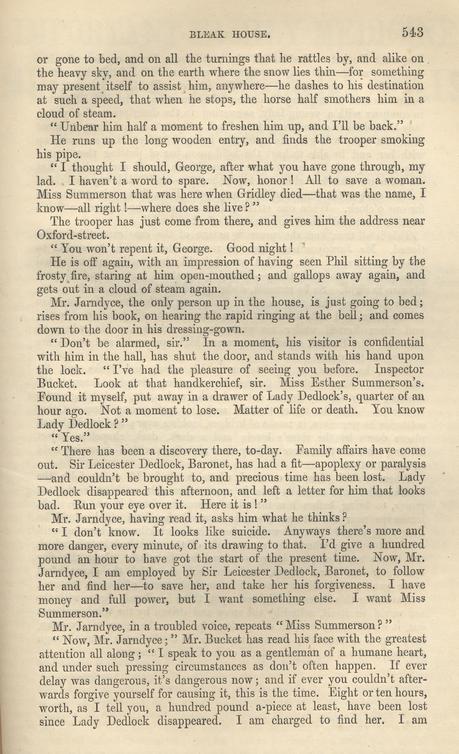 BLEAK HOUSE. 543
or gone to bed, and on all the turnings that he rattles by, and alike on
the heavy sky, and on the earth where the snow lies thin—for something
may present itself to assist him, anywhere—he dashes to his destination
at such a speed, that when he stops, the horse half smothers him in a
cloud of steam.
"Unbear him half a moment to freshen him up, and I'll be back."
He runs up the long wooden entry, and finds the trooper smoking
his pipe.
"I thought I should, George, after what you have gone through, my
lad. I haven't a word to spare. Now, honor! All to save a woman.
Miss Summerson that was here when Gridley died—that was the name, I
know—all right!—where does she live?"
The trooper has just come from there, and gives him the address near
Oxford-street.
"You won't repent it, George. Good night!
He is off again, with an impression of having seen Phil sitting by the
frosty fire, staring at him open-mouthed; and gallops away again, and
gets out in a cloud of steam again.
Mr. Jarndyce, the only person up in the house, is just going to bed;
rises from his book, on hearing the rapid ringing at the bell; and comes
down to the door in his dressing-gown.
"Don't be alarmed, sir." In a moment, his visitor is confidential
with him in the hall, has shut the door, and stands with his hand upon
the lock. "I've had the pleasure of seeing you before. Inspector
Bucket. Look at that handkerchief, sir. Miss Esther Summerson's.
Found it myself, put away in a drawer of Lady Dedlock's, quarter of an
hour ago. Not a moment to lose. Matter of life or death. You know
Lady Dedlock?"
"Yes."
"There has been a discovery there, to-day. Family affairs have come
out. Sir Leicester Dedlock, Baronet, has had a fit—apoplexy or paralysis
—and couldn't be brought to, and precious time has been lost. Lady
Dedlock disappeared this afternoon, and left a letter for him that looks
bad. Run your eye over it. Here it is!"
Mr. Jarndyce, having read it, asks him what he thinks?
"I don't know. It looks like suicide. Anyways there's more and
more danger, every minute, of its drawing to that. I'd give a hundred
pound an hour to have got the start of the present time. Now, Mr.
Jarndyce, I am employed by Sir Leicester Dedlock, Baronet, to follow
her and find her—to save her, and take her his forgiveness. I have
money and full power, but I want something else. I want Miss
Summerson."
Mr. Jarndyce, in a troubled voice, repeats "Miss Summerson?"
"Now, Mr. Jarndyce;" Mr. Bucket has read his face with the greatest
attention all along; "I speak to you as a gentleman of a humane heart,
and under such pressing circumstances as don't often happen. If ever
delay was dangerous, it's dangerous now; and if ever you couldn't after-
wards forgive yourself for causing it, this is the time. Eight or ten hours,
worth, as I tell you, a hundred pound a-piece at least, have been lost
since Lady Dedlock disappeared. I am charged to find her. I am